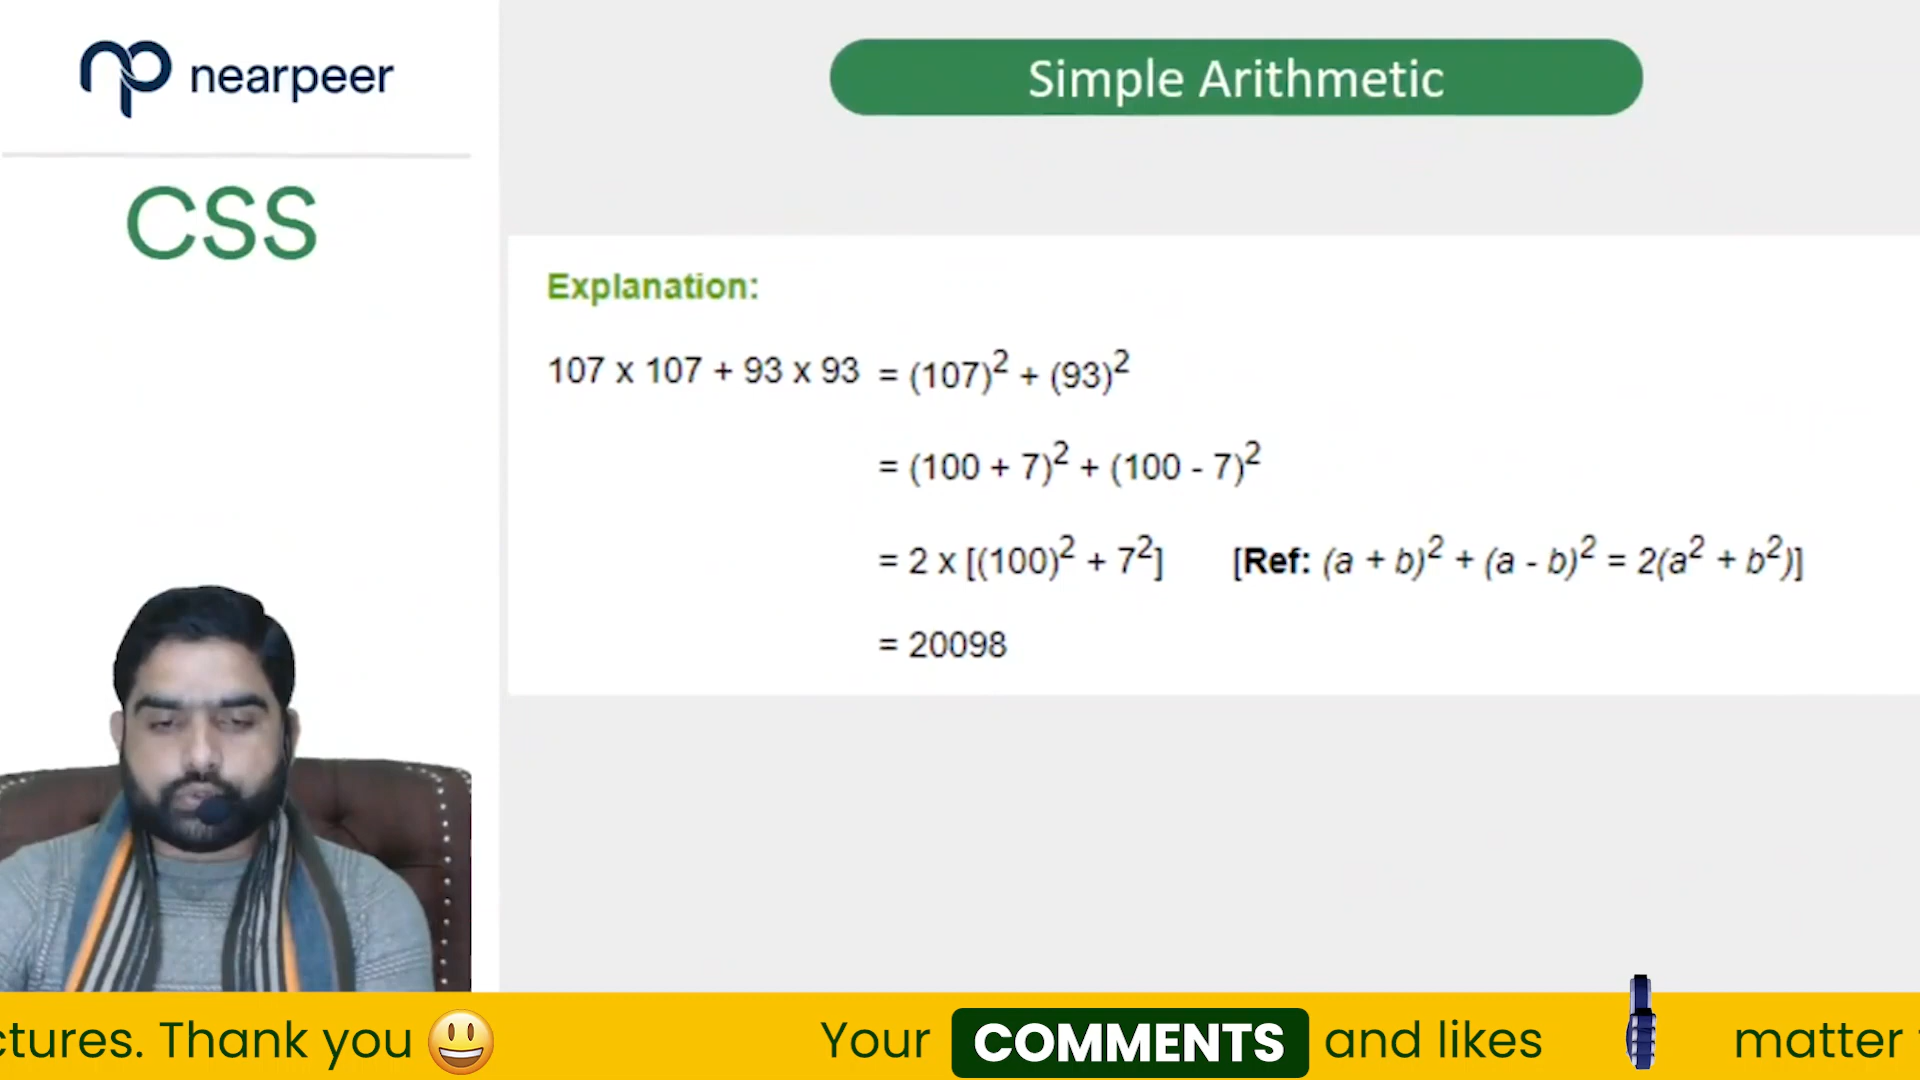 nearpeer
CSS
Simple Arithmetic
Explanation:
107 x 107 + 93 x 93 = (107)² + (93)²
= (100 + 7)² + (100 - 7)²
= 2 x [(100)² + 7²] [Ref: (a + b)² + (a - b)² = 2(a² + b²)]
= 20098
ctures. Thank you 😃 Your COMMENTS and likes matter